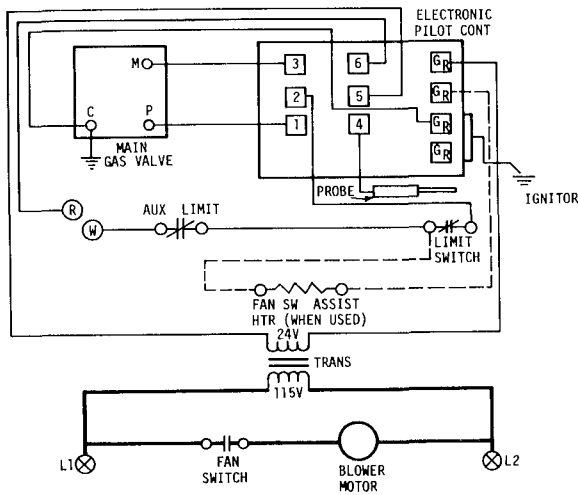 ELECTRONIC
PILOT CONT
M
3
6
GR
C
P
2
5
GR
1
4
GR
GR
MAIN
GAS VALVE
PROBE
IGNITOR
R
W
AUX LIMIT
LIMIT
SWITCH
FAN SW ASSIST
HTR (WHEN USED)
24V
TRANS
115V
L1
FAN
SWITCH
BLOWER
MOTOR
L2